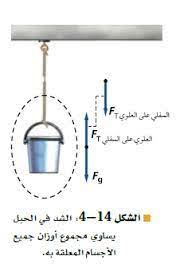 F_T السفلي على العلوي
F_T العلوي على السفلي
F_g
■ الشكل 14–4، الشد في الحبل
يساوي مجموع أوزان جميع
الأجسام المعلقة به.